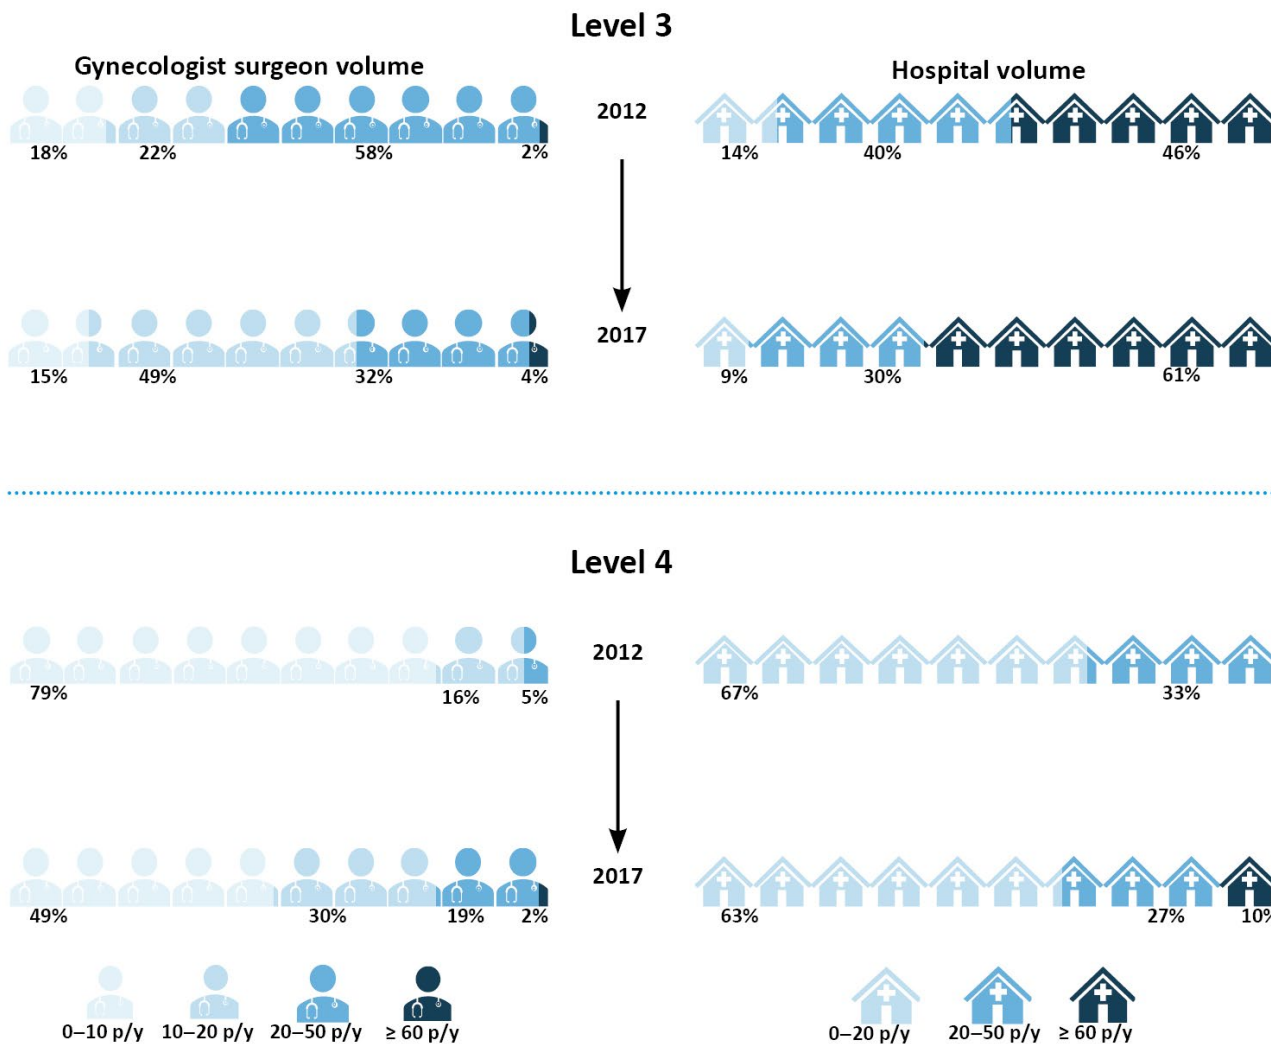 Level 3
Gynecologist surgeon volume
Hospital volume
2012
18% 22% 58% 2%
14% 40% 46%
2017
15% 49% 32% 4%
9% 30% 61%
Level 4
2012
79% 16% 5%
67% 33%
2017
49% 30% 19% 2%
63% 27% 10%
0–10 p/y 10–20 p/y 20–50 p/y ≥ 60 p/y
0–20 p/y 20–50 p/y ≥ 60 p/y